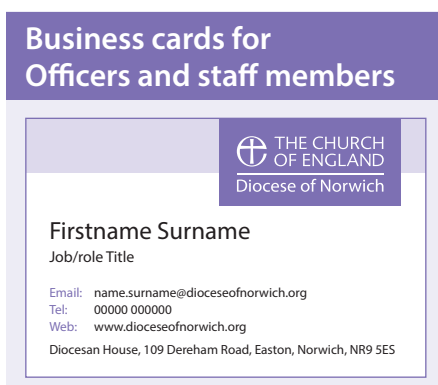 Business cards for
Officers and staff members
THE CHURCH
OF ENGLAND
Diocese of Norwich
Firstname Surname
Job/role Title
Email: name.surname@dioceseofnorwich.org
Tel: 00000 000000
Web: www.dioceseofnorwich.org
Diocesan House, 109 Dereham Road, Easton, Norwich, NR9 5ES